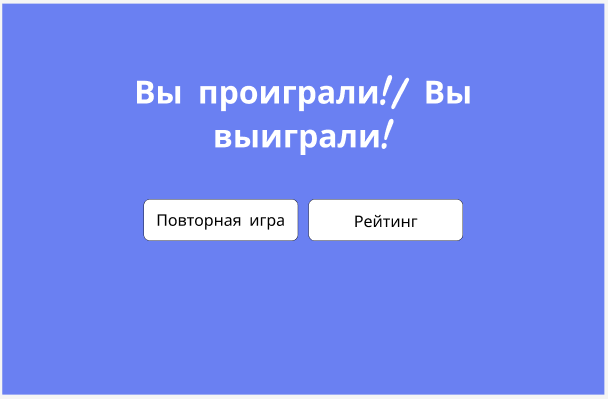 Вы проиграли!/ Вы
выиграли!
Повторная игра
Рейтинг